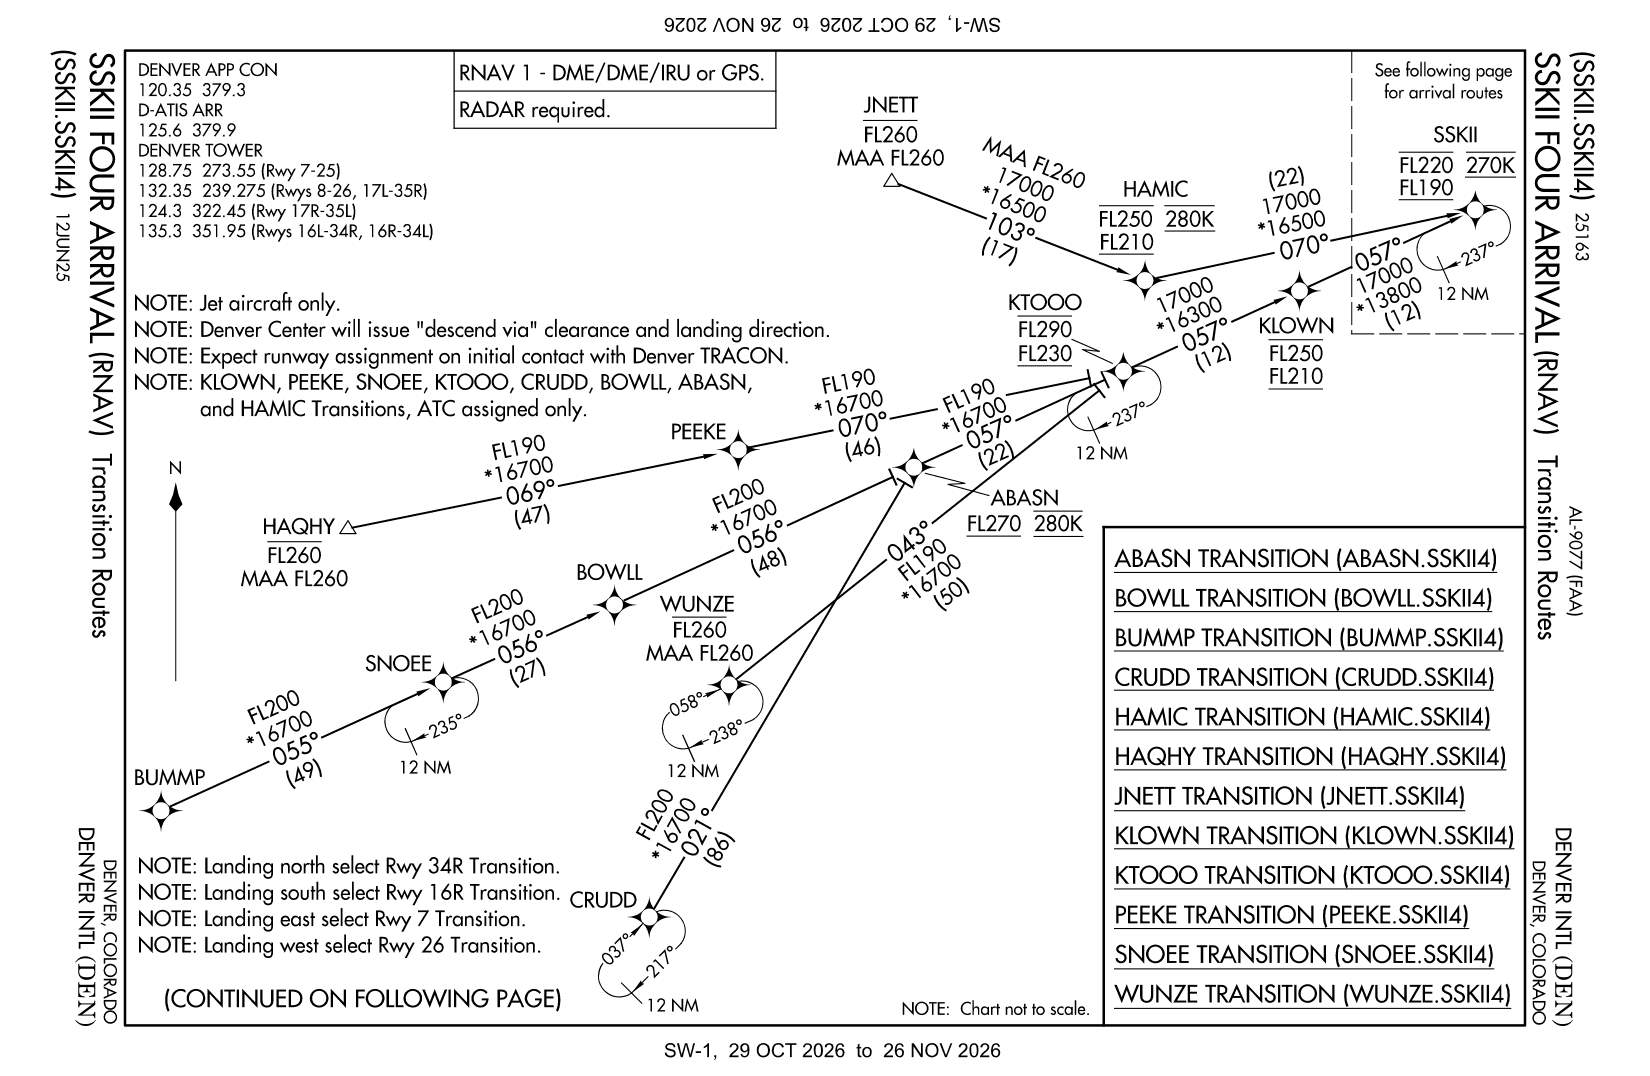 SW-1, 29 OCT 2026 to 26 NOV 2026
(SSKII.SSKII4) 12JUN25
SSKII FOUR ARRIVAL (RNAV) Transition Routes
DENVER, COLORADO
DENVER INTL (DEN)
DENVER APP CON
120.35 379.3
D-ATIS ARR
125.6 379.9
DENVER TOWER
128.75 273.55 (Rwy 7-25)
132.35 239.275 (Rwys 8-26, 17L-35R)
124.3 322.45 (Rwy 17R-35L)
135.3 351.95 (Rwys 16L-34R, 16R-34L)
RNAV 1 - DME/DME/IRU or GPS.
RADAR required.
See following page
for arrival routes
NOTE: Jet aircraft only.
NOTE: Denver Center will issue "descend via" clearance and landing direction.
NOTE: Expect runway assignment on initial contact with Denver TRACON.
NOTE: KLOWN, PEEKE, SNOEE, KTOOO, CRUDD, BOWLL, ABASN,
and HAMIC Transitions, ATC assigned only.
JNETT
FL260
MAA FL260
MAA FL260
17000
*16500
103°
(17)
HAMIC
FL250 280K
FL210
(22)
17000
*16500
070°
SSKII
FL220 270K
FL190
237°
12 NM
057°
17000
*13800
(12)
KLOWN
FL250
FL210
17000
*16300
057°
(12)
KTOOO
FL290
FL230
237°
12 NM
FL190
*16700
070°
(46)
FL190
*16700
057°
(22)
PEEKE
FL190
*16700
069°
(47)
HAQHY
FL260
MAA FL260
N
ABASN
FL270 280K
FL200
*16700
056°
(48)
043°
FL190
*16700
(50)
BOWLL
FL200
*16700
056°
(27)
WUNZE
FL260
MAA FL260
058°
238°
12 NM
SNOEE
235°
12 NM
FL200
*16700
055°
(49)
BUMMP
FL200
*16700
021°
(86)
CRUDD
037°
217°
12 NM
NOTE: Landing north select Rwy 34R Transition.
NOTE: Landing south select Rwy 16R Transition.
NOTE: Landing east select Rwy 7 Transition.
NOTE: Landing west select Rwy 26 Transition.
(CONTINUED ON FOLLOWING PAGE)
NOTE: Chart not to scale.
ABASN TRANSITION (ABASN.SSKII4)
BOWLL TRANSITION (BOWLL.SSKII4)
BUMMP TRANSITION (BUMMP.SSKII4)
CRUDD TRANSITION (CRUDD.SSKII4)
HAMIC TRANSITION (HAMIC.SSKII4)
HAQHY TRANSITION (HAQHY.SSKII4)
JNETT TRANSITION (JNETT.SSKII4)
KLOWN TRANSITION (KLOWN.SSKII4)
KTOOO TRANSITION (KTOOO.SSKII4)
PEEKE TRANSITION (PEEKE.SSKII4)
SNOEE TRANSITION (SNOEE.SSKII4)
WUNZE TRANSITION (WUNZE.SSKII4)
(SSKII.SSKII4) 25163
SSKII FOUR ARRIVAL (RNAV) Transition Routes
AL-9077 (FAA)
DENVER INTL (DEN)
DENVER, COLORADO
SW-1, 29 OCT 2026 to 26 NOV 2026